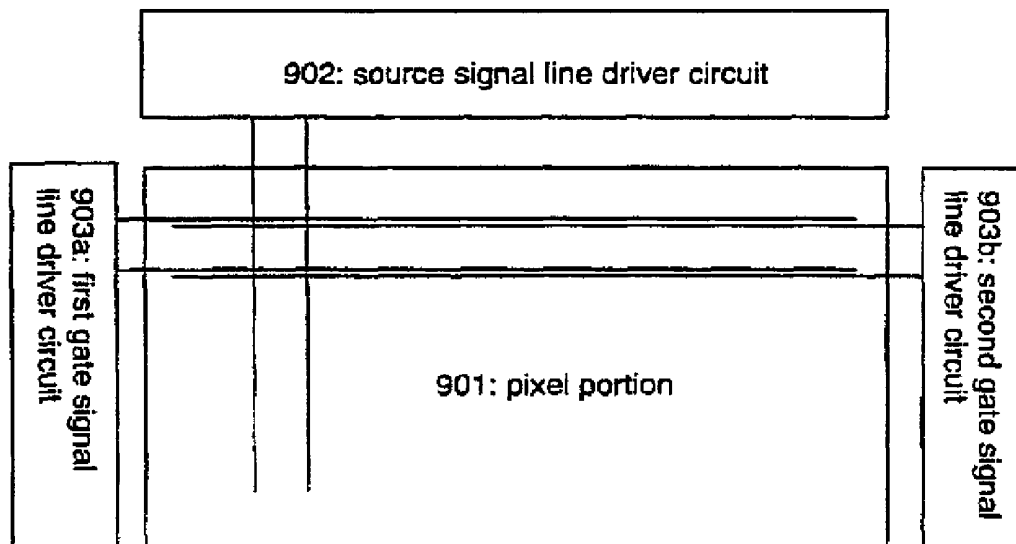 902: source signal line driver circuit
903a: first gate signal
line driver circuit
901: pixel portion
903b: second gate signal
line driver circuit